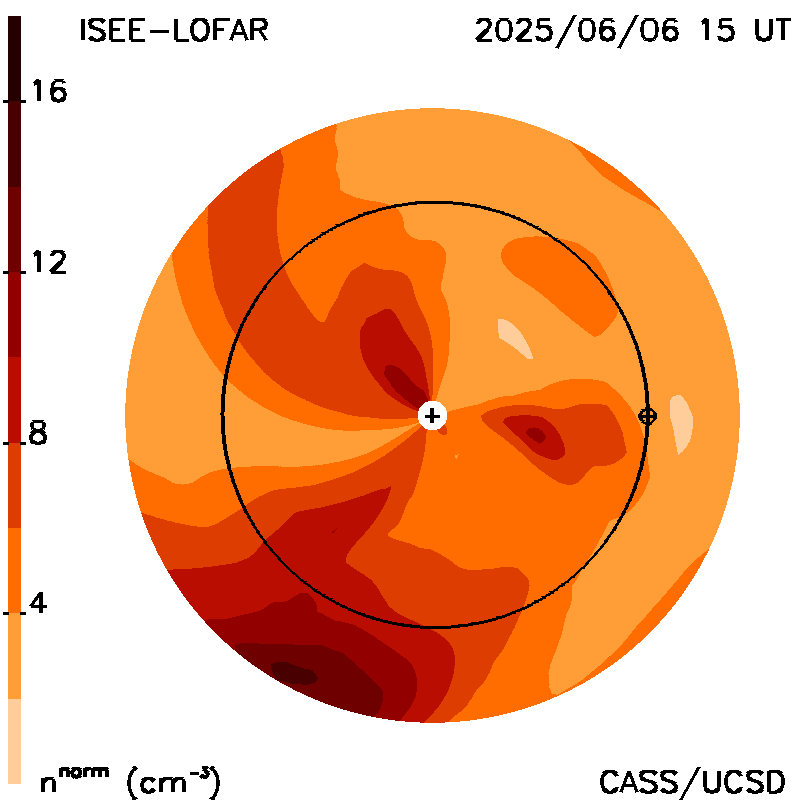 ISEE-LOFAR
2025/06/06 15 UT
16
12
8
4
n^norm (cm^-3)
CASS/UCSD